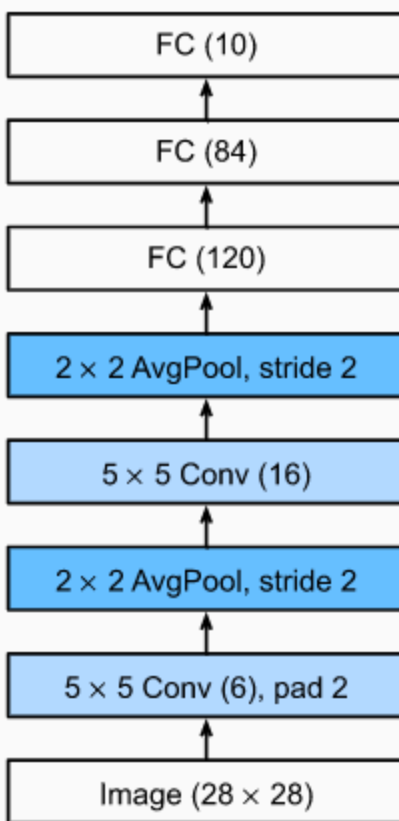 FC (10)
FC (84)
FC (120)
2 × 2 AvgPool, stride 2
5 × 5 Conv (16)
2 × 2 AvgPool, stride 2
5 × 5 Conv (6), pad 2
Image (28 × 28)